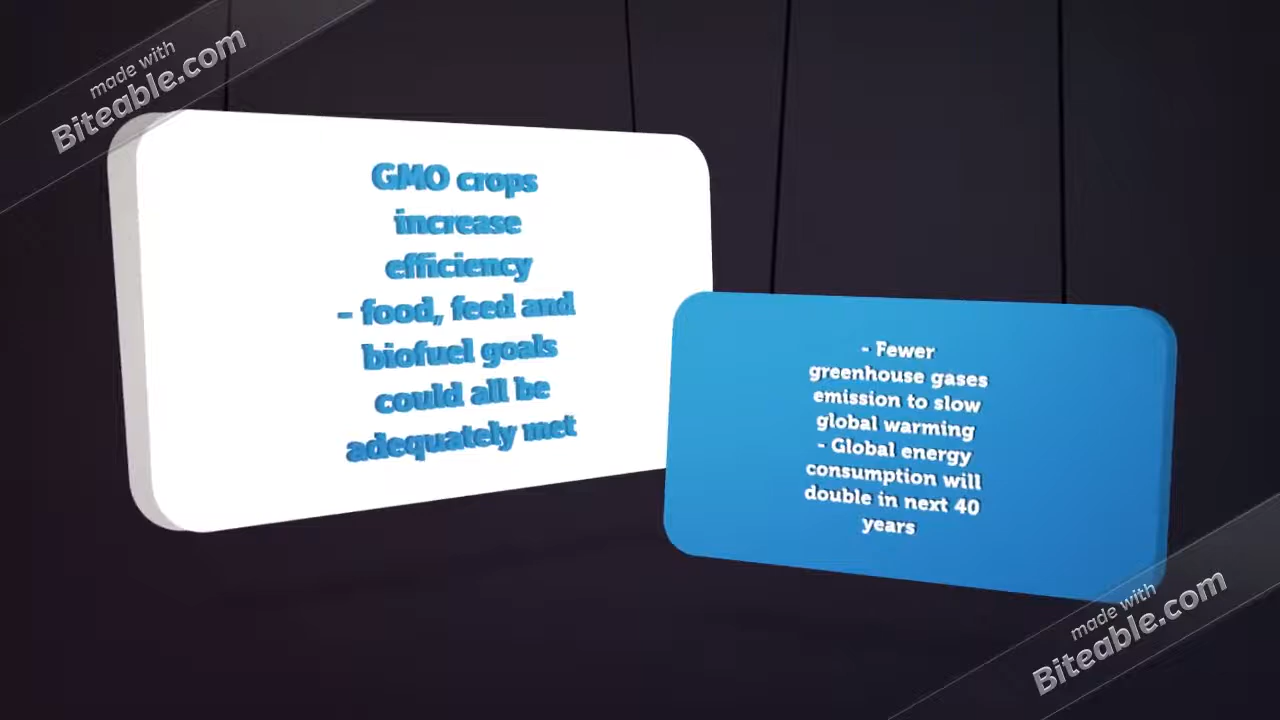 made with
Biteable.com
GMO crops
increase
efficiency
- food, feed and
biofuel goals
could all be
adequately met
- Fewer
greenhouse gases
emission to slow
global warming
- Global energy
consumption will
double in next 40
years
made with
Biteable.com